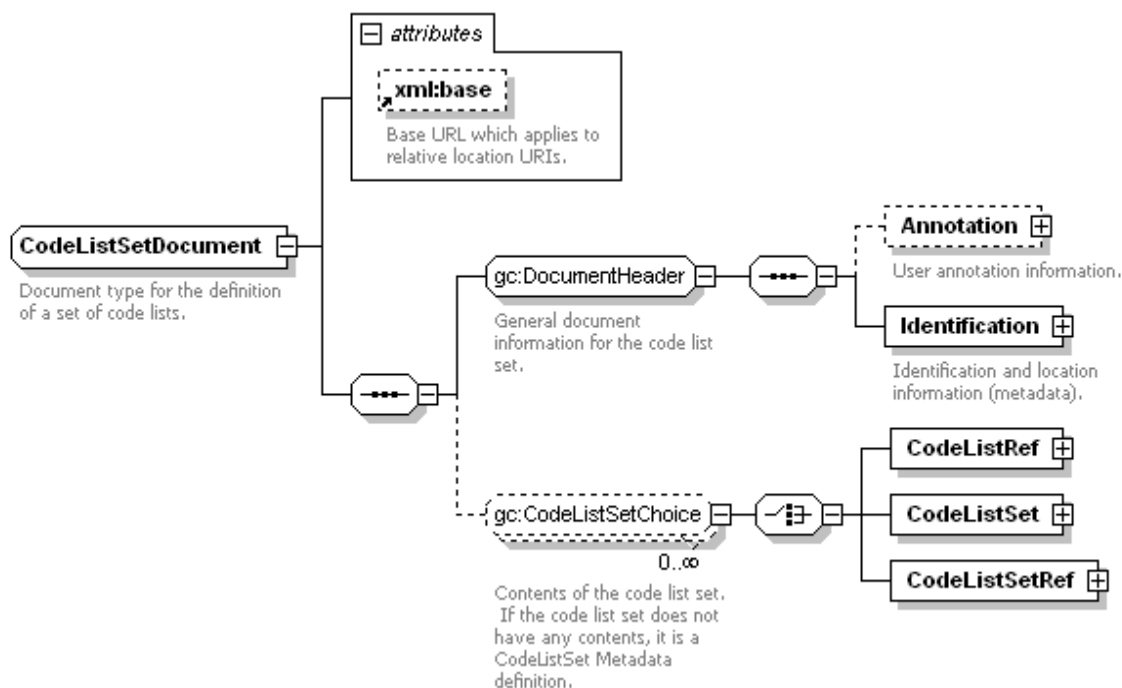 attributes
xml:base
Base URL which applies to
relative location URIs.
CodeListSetDocument
Document type for the definition
of a set of code lists.
gc:DocumentHeader
General document
information for the code list
set.
Annotation
User annotation information.
Identification
Identification and location
information (metadata).
gc:CodeListSetChoice
0..∞
Contents of the code list set.
If the code list set does not
have any contents, it is a
CodeListSet Metadata
definition.
CodeListRef
CodeListSet
CodeListSetRef